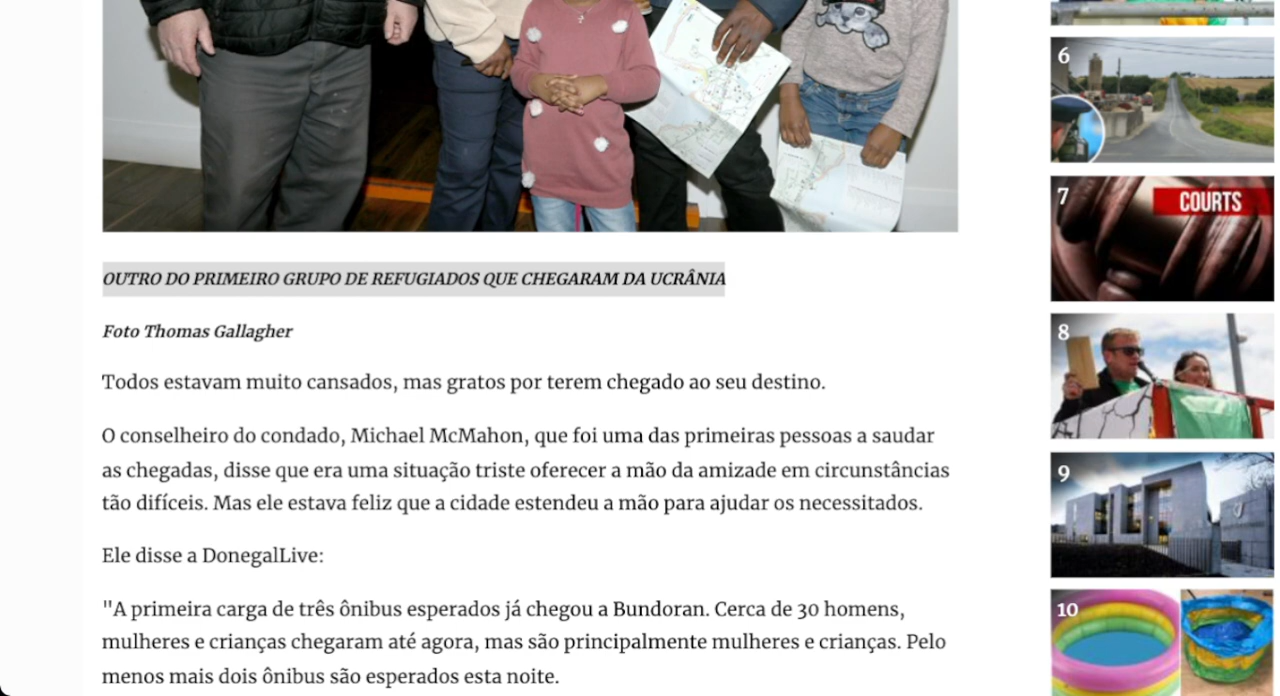 OUTRO DO PRIMEIRO GRUPO DE REFUGIADOS QUE CHEGARAM DA UCRÂNIA
Foto Thomas Gallagher
Todos estavam muito cansados, mas gratos por terem chegado ao seu destino.
O conselheiro do condado, Michael McMahon, que foi uma das primeiras pessoas a saudar
as chegadas, disse que era uma situação triste oferecer a mão da amizade em circunstâncias
tão difíceis. Mas ele estava feliz que a cidade estendeu a mão para ajudar os necessitados.
Ele disse a DonegalLive:
"A primeira carga de três ônibus esperados já chegou a Bundoran. Cerca de 30 homens,
mulheres e crianças chegaram até agora, mas são principalmente mulheres e crianças. Pelo
menos mais dois ônibus são esperados esta noite.
6
7
COURTS
8
9
10